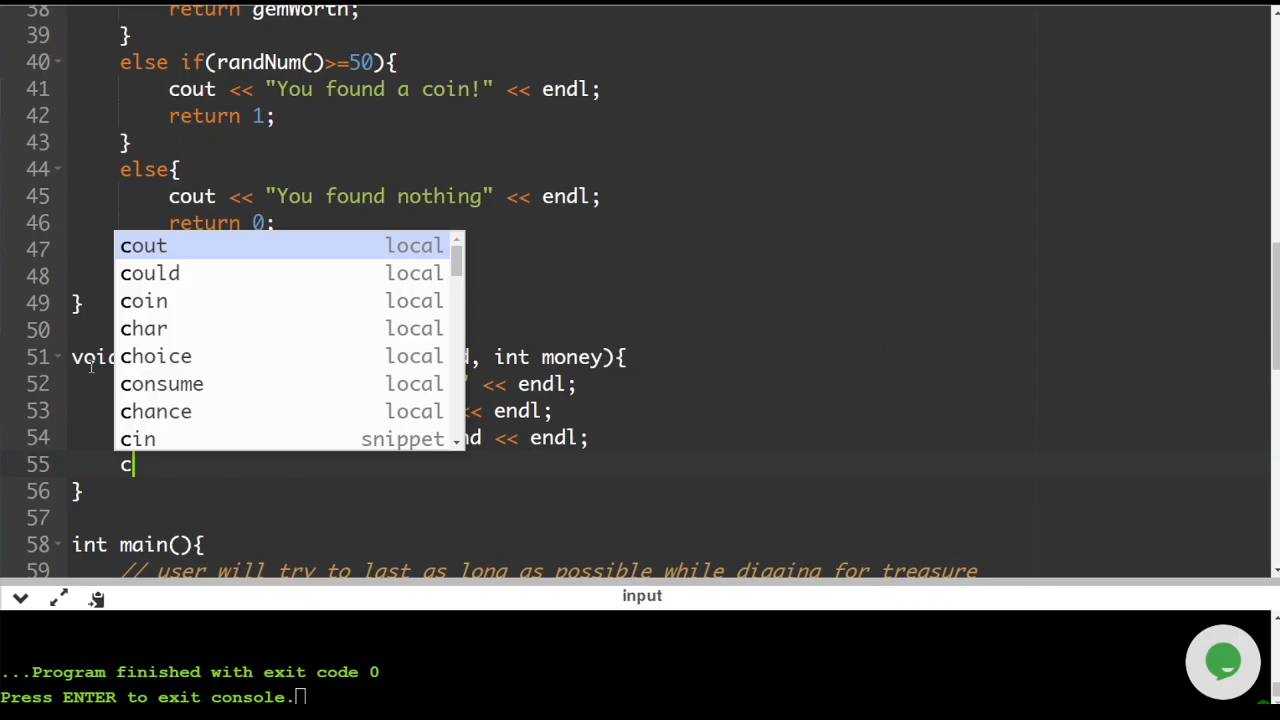 38 return gemWorth;
39 }
40 else if(randNum()>=50){
41 cout << "You found a coin!" << endl;
42 return 1;
43 }
44 else{
45 cout << "You found nothing" << endl;
46 return 0;
47
48
49 }
50
51 void , int money){
52 " << endl;
53 << endl;
54 << endl;
55 c
56 }
57
58 int main(){
59 // user will try to last as long as possible while digging for treasure
cout local
could local
coin local
char local
choice local
consume local
chance local
cin snippet
input
...Program finished with exit code 0
Press ENTER to exit console.